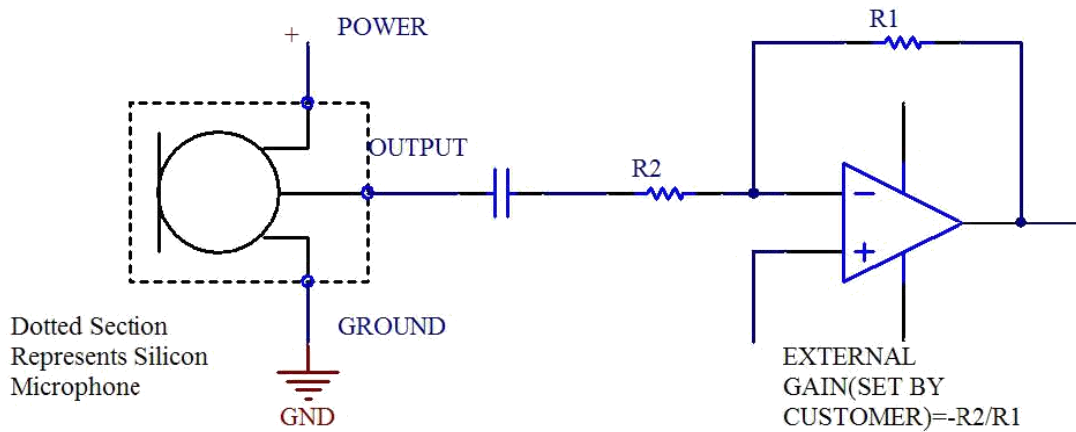 R1
+
POWER
OUTPUT
R2
−
+
Dotted Section
Represents Silicon
Microphone
GROUND
GND
EXTERNAL
GAIN(SET BY
CUSTOMER)=-R2/R1